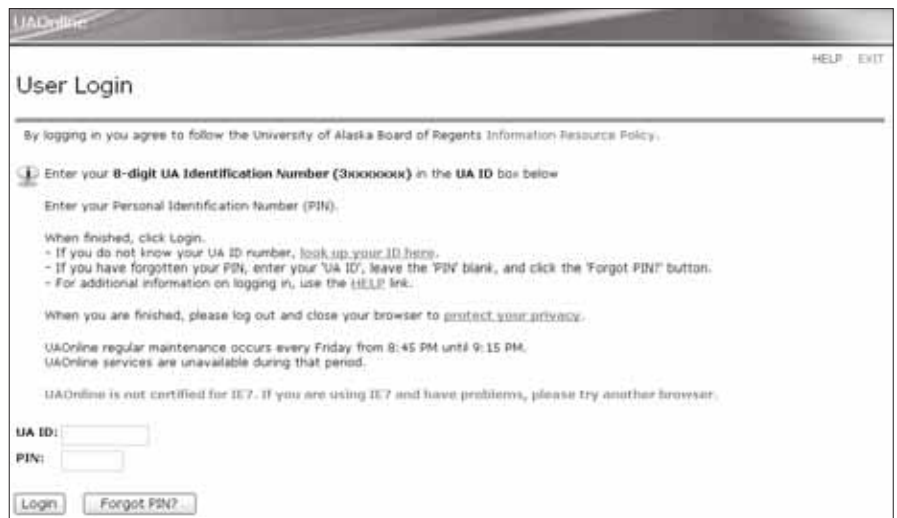 UAOnline
HELP EXIT
User Login
By logging in you agree to follow the University of Alaska Board of Regents Information Resource Policy.
Enter your 8-digit UA Identification Number (3xxxxxxx) in the UA ID box below
Enter your Personal Identification Number (PIN).
When finished, click Login.
- If you do not know your UA ID number, look up your ID here.
- If you have forgotten your PIN, enter your 'UA ID', leave the 'PIN' blank, and click the 'Forgot PIN?' button.
- For additional information on logging in, use the HELP link.
When you are finished, please log out and close your browser to protect your privacy.
UAOnline regular maintenance occurs every Friday from 8:45 PM until 9:15 PM.
UAOnline services are unavailable during that period.
UAOnline is not certified for IE7. If you are using IE7 and have problems, please try another browser.
UA ID:
PIN:
Login Forgot PIN?